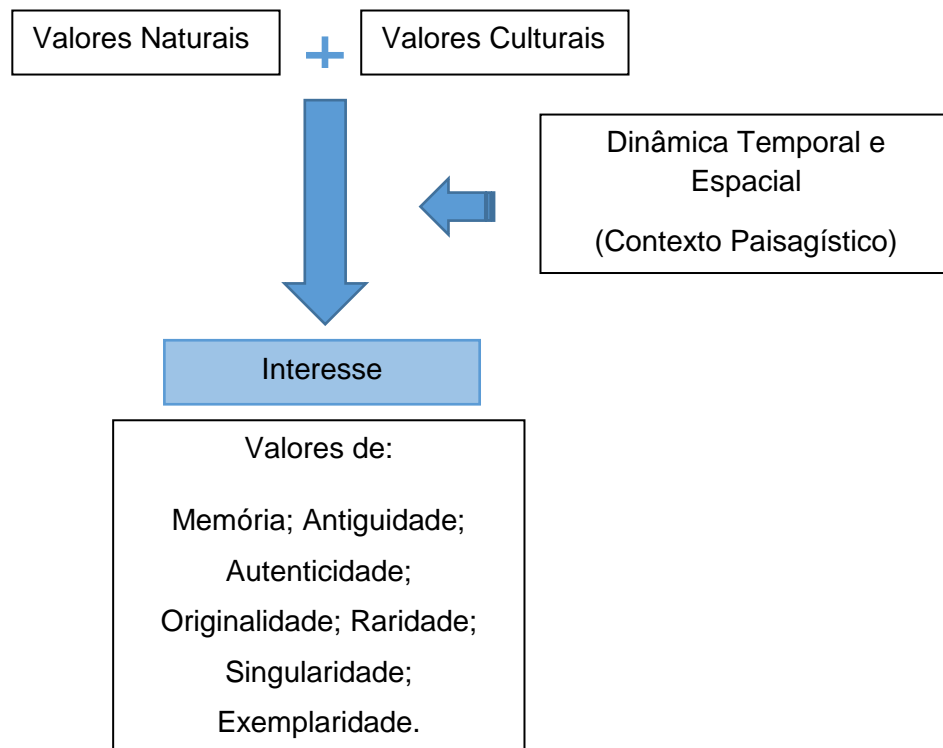 Valores Naturais
+
Valores Culturais
Dinâmica Temporal e
Espacial
(Contexto Paisagístico)
Interesse
Valores de:
Memória; Antiguidade;
Autenticidade;
Originalidade; Raridade;
Singularidade;
Exemplaridade.